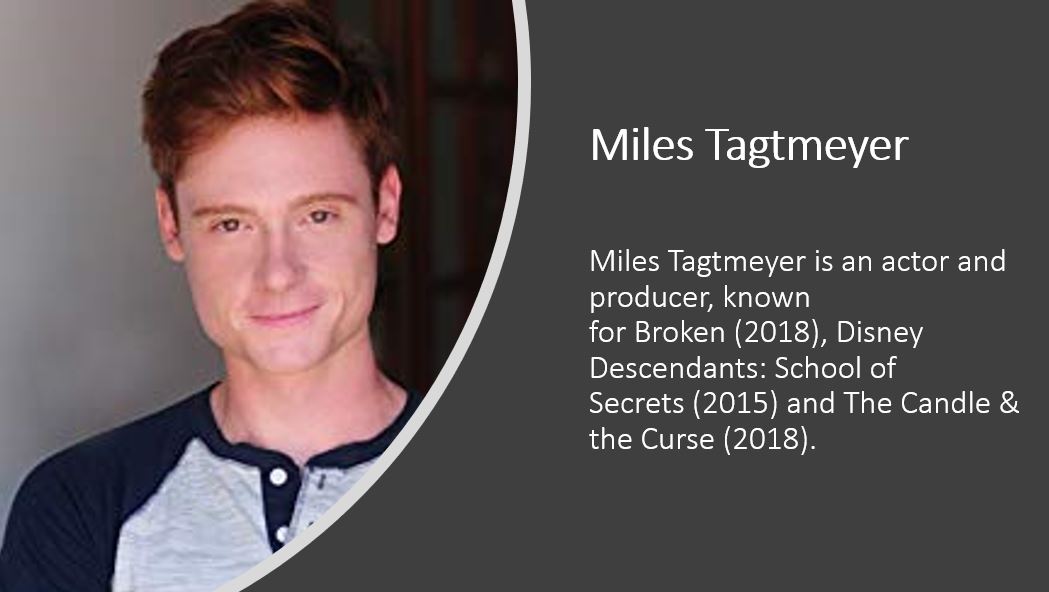 Miles Tagtmeyer
Miles Tagtmeyer is an actor and
producer, known
for Broken (2018), Disney
Descendants: School of
Secrets (2015) and The Candle &
the Curse (2018).